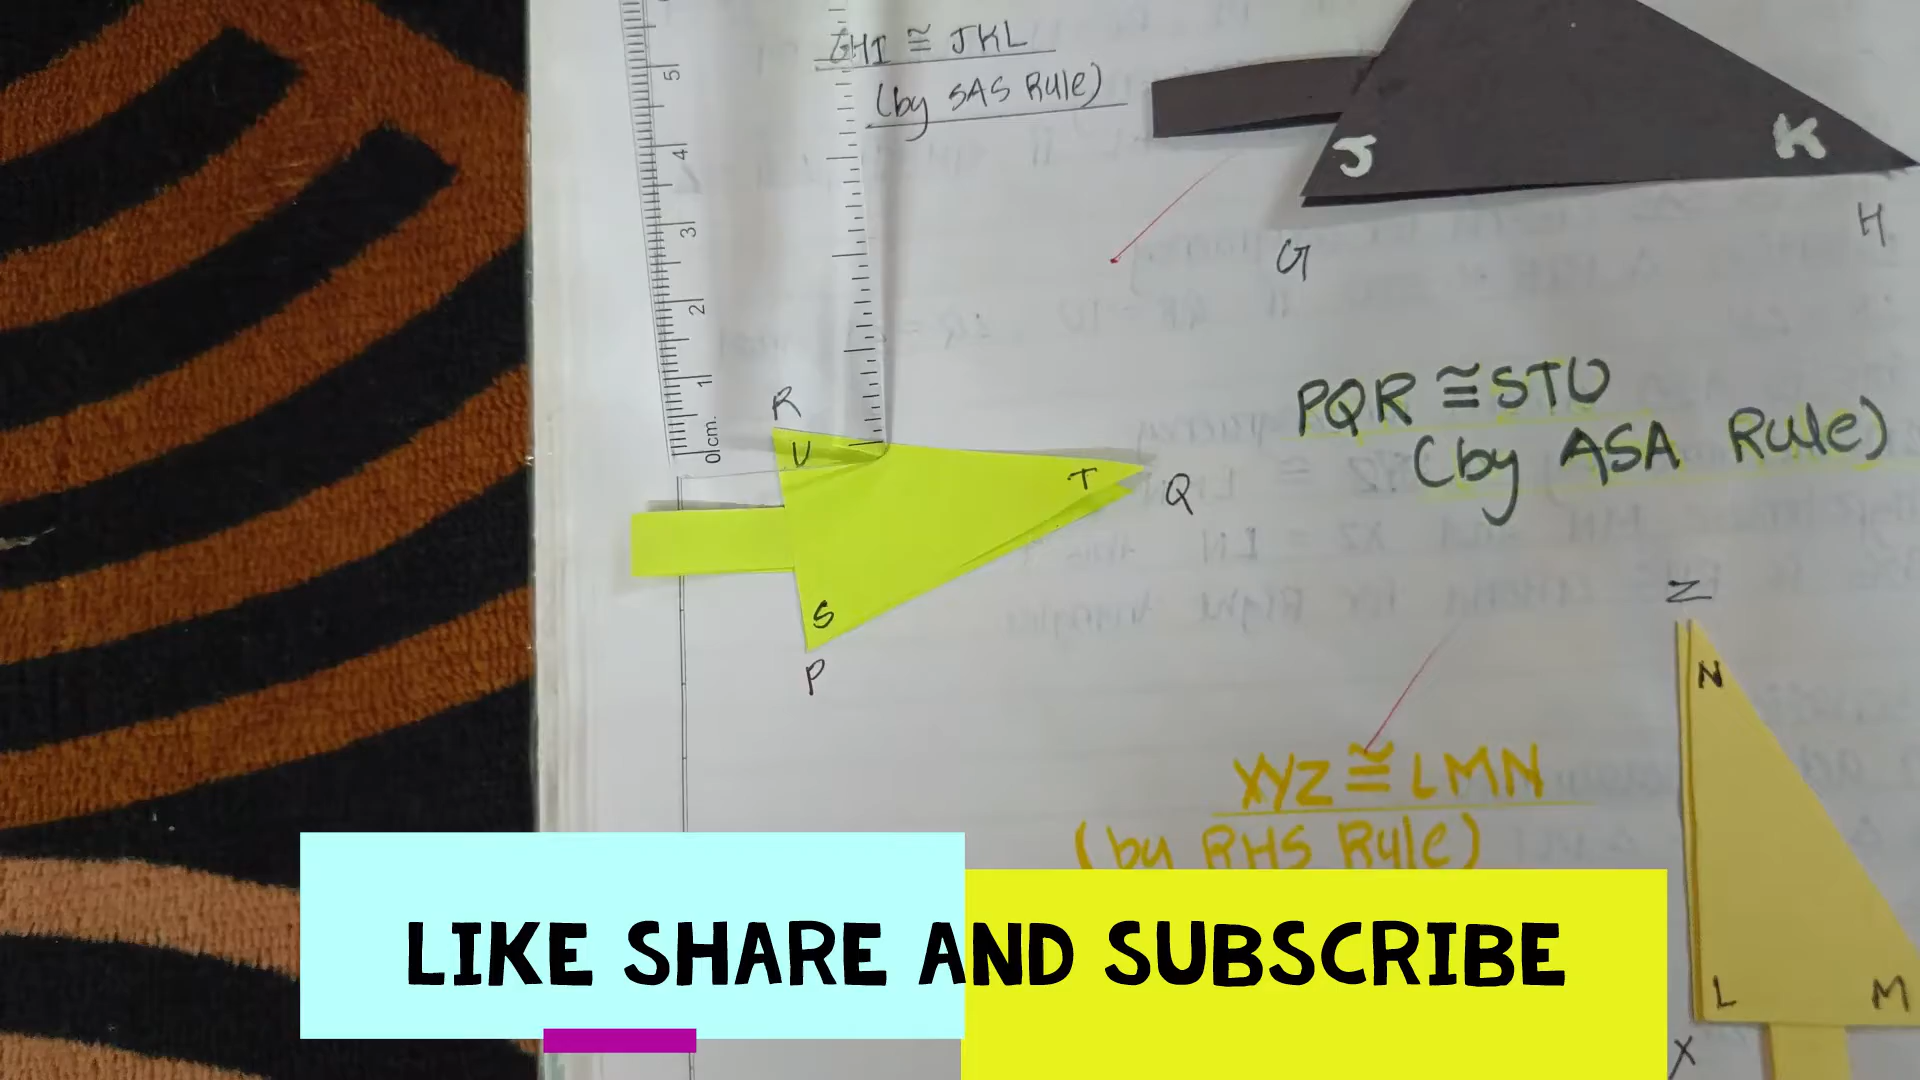 GHI ≅ JKL
(by SAS Rule)
J
K
G
H
5
4
3
2
1
0 cm.
R
U
T
Q
S
P
PQR ≅ STU
(by ASA Rule)
Z
N
XYZ ≅ LMN
(by RHS Rule)
L
M
X
LIKE SHARE AND SUBSCRIBE